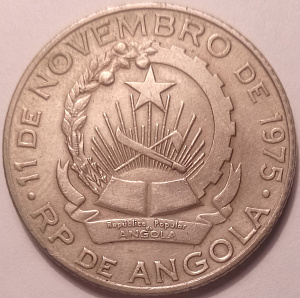 · 11 DE NOVEMBRO DE 1975 ·
República Popular
ANGOLA
RP DE ANGOLA